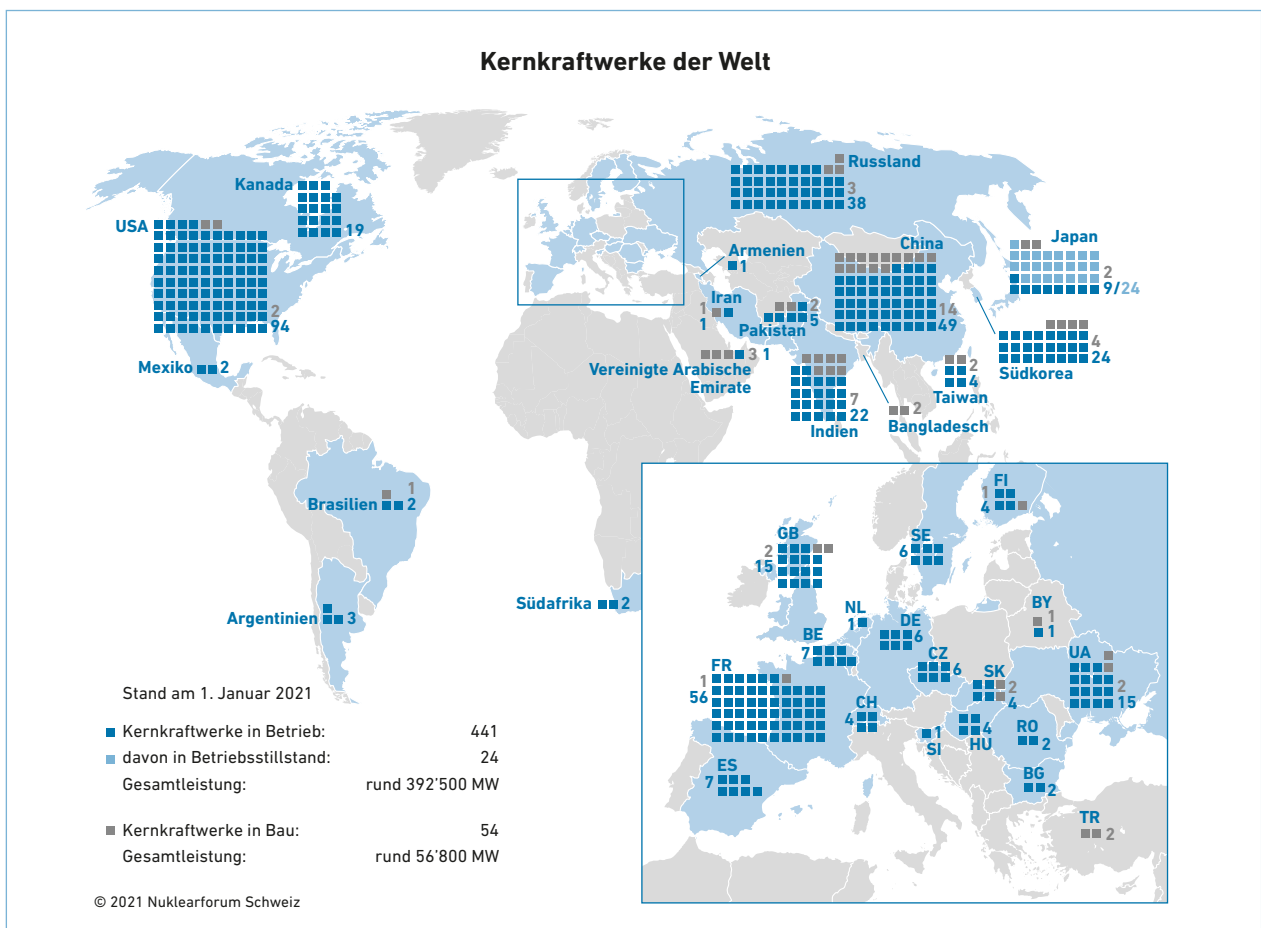 Kernkraftwerke der Welt
Kanada
19
USA
2
94
Mexiko 2
Russland
3
38
Armenien
1
China
14
49
Japan
2
9/24
Iran
1
1
2
Pakistan 5
4
24
Südkorea
3 1
Vereinigte Arabische
Emirate
2
4
Taiwan
7
22
Indien
2
Bangladesch
1
Brasilien 2
Südafrika 2
Argentinien 3
FI
1
4
GB
2
15
SE
6
NL
1
DE
6
BY
1
1
BE
7
CZ
6
UA
2
15
FR
1
56
SK
2
4
CH
4
1
SI
4
HU
RO
2
ES
7
BG
2
TR
2
Stand am 1. Januar 2021
Kernkraftwerke in Betrieb: 441
davon in Betriebsstillstand: 24
Gesamtleistung: rund 392'500 MW
Kernkraftwerke in Bau: 54
Gesamtleistung: rund 56'800 MW
© 2021 Nuklearforum Schweiz